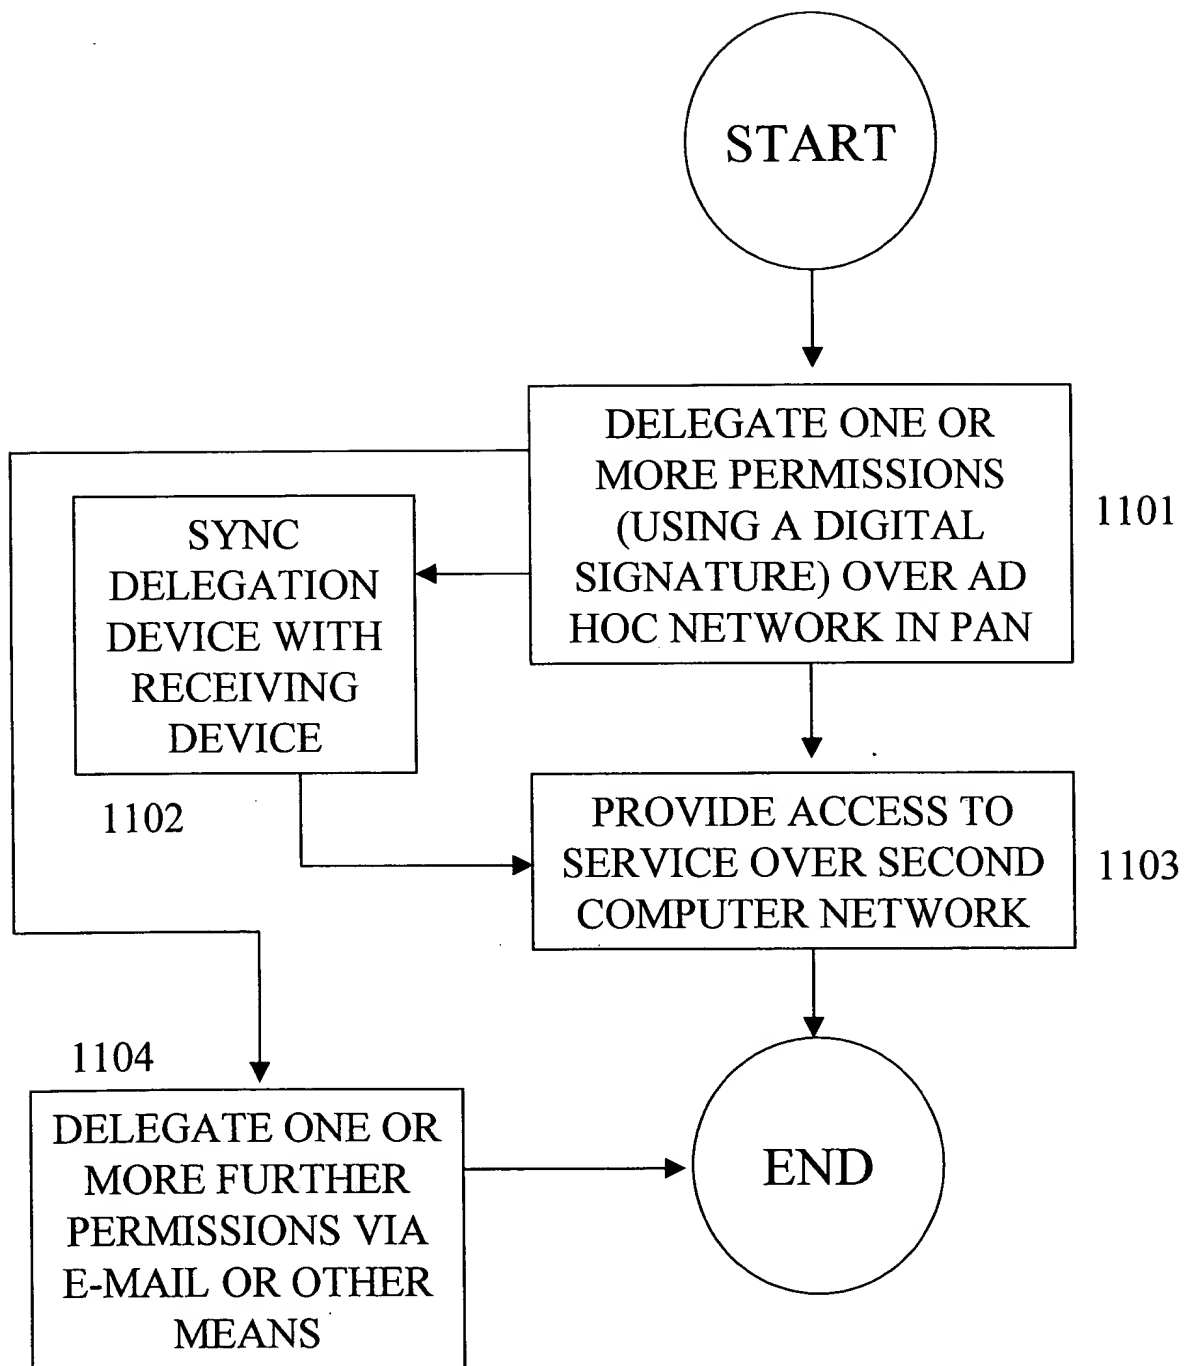 START
DELEGATE ONE OR
MORE PERMISSIONS
(USING A DIGITAL
SIGNATURE) OVER AD
HOC NETWORK IN PAN
1101
SYNC
DELEGATION
DEVICE WITH
RECEIVING
DEVICE
1102
PROVIDE ACCESS TO
SERVICE OVER SECOND
COMPUTER NETWORK
1103
1104
DELEGATE ONE OR
MORE FURTHER
PERMISSIONS VIA
E-MAIL OR OTHER
MEANS
END